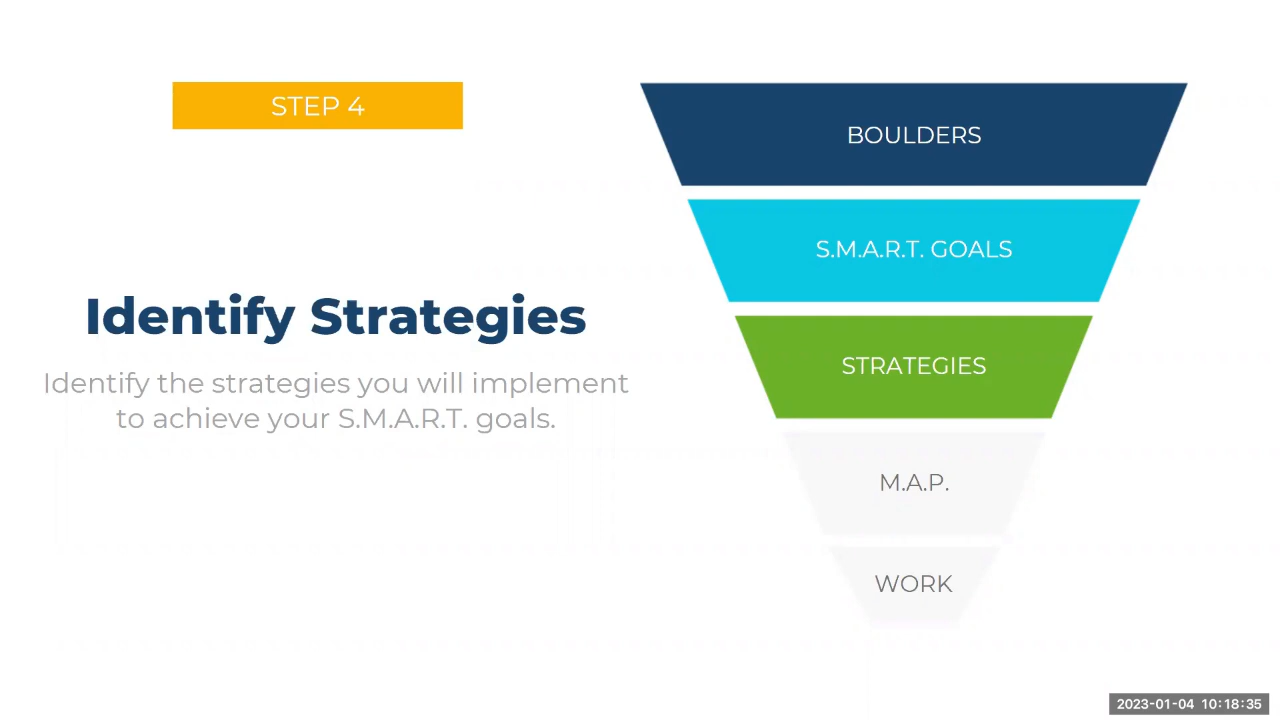 STEP 4
Identify Strategies
Identify the strategies you will implement
to achieve your S.M.A.R.T. goals.
BOULDERS
S.M.A.R.T. GOALS
STRATEGIES
M.A.P.
WORK
2023-01-04 10:18:35